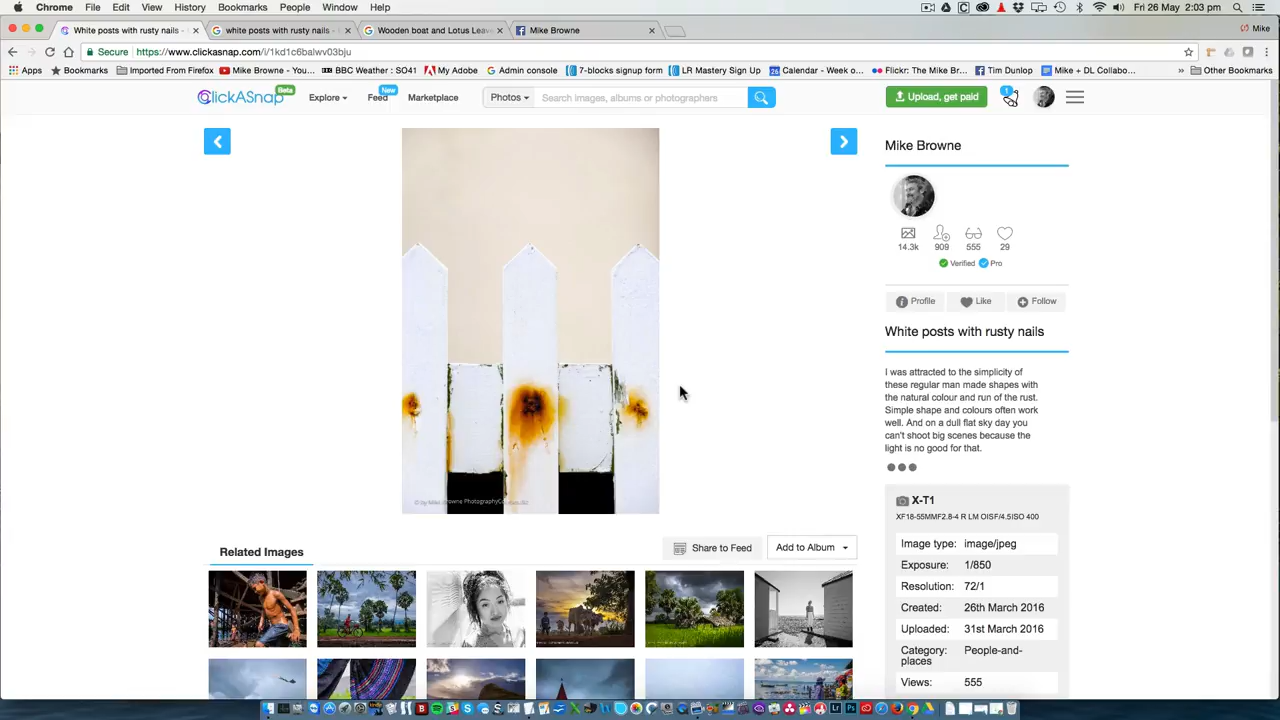 Chrome File Edit View History Bookmarks People Window Help Fri 26 May 2:03 pm
White posts with rusty nails - white posts with rusty nails - G Wooden boat and Lotus Leav Mike Browne Mike
Secure https://www.clickasnap.com/i/1kd1c6balwv03bju
Apps Bookmarks Imported From Firefox Mike Browne - You... BBC Weather : SO41 My Adobe Admin console 7-blocks signup form LR Mastery Sign Up Calendar - Week o... Flickr: The Mike Br... Tim Dunlop Mike + DL Collabo... » Other Bookmarks
ClickASnap Beta Explore Feed New Marketplace Photos Search images, albums or photographers Upload, get paid 1
Mike Browne
14.3k 909 555 29
Verified Pro
Profile Like Follow
White posts with rusty nails
I was attracted to the simplicity of
these regular man made shapes with
the natural colour and run of the rust.
Simple shape and colours often work
well. And on a dull flat sky day you
can't shoot big scenes because the
light is no good for that.
X-T1
XF18-55MMF2.8-4 R LM OISF/4.5ISO 400
Image type: image/jpeg
Exposure: 1/850
Resolution: 72/1
Created: 26th March 2016
Uploaded: 31st March 2016
Category: People-and-
places
Views: 555
Related Images Share to Feed Add to Album